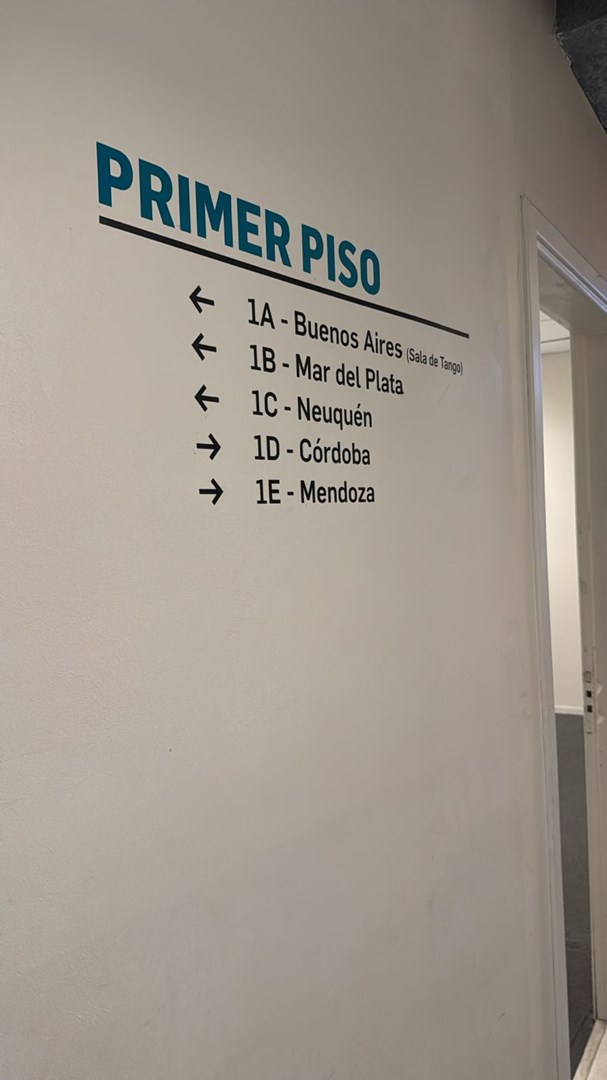 PRIMER PISO
← 1A - Buenos Aires (Sala de Tango)
← 1B - Mar del Plata
← 1C - Neuquén
→ 1D - Córdoba
→ 1E - Mendoza